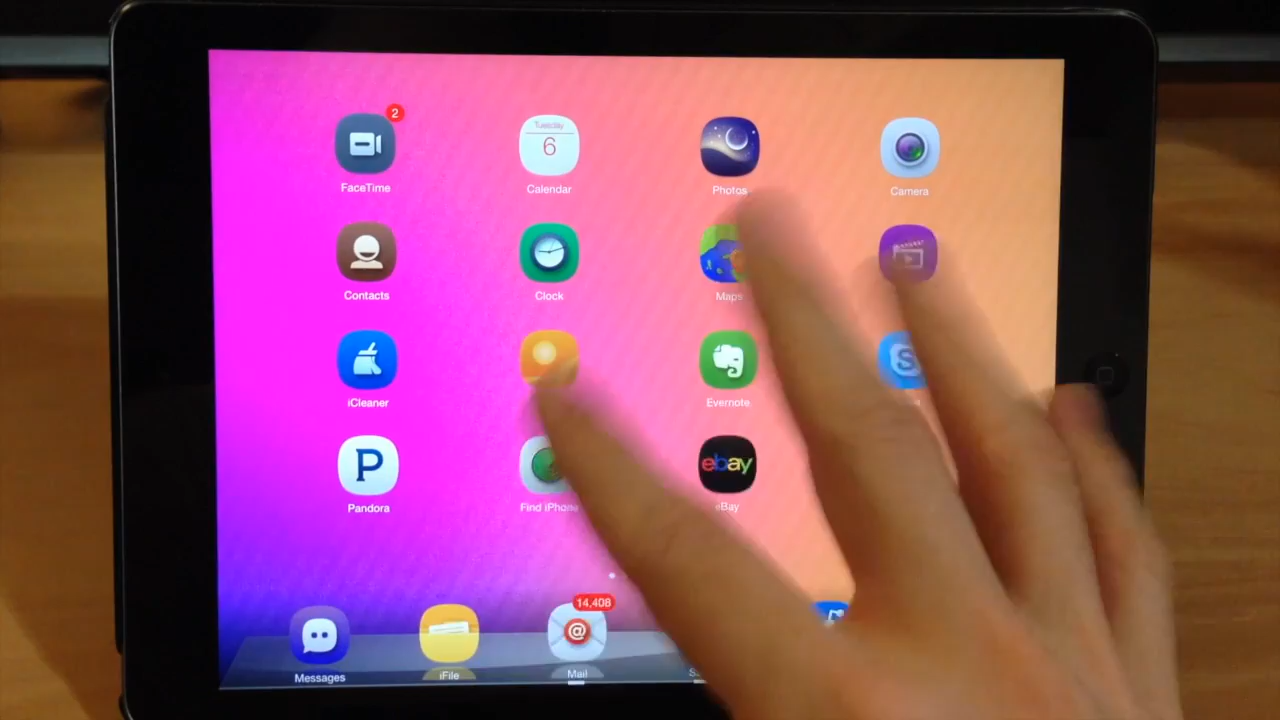 2
Tuesday
6
FaceTime
Calendar
Photos
Camera
Contacts
Clock
Maps
iCleaner
Evernote
P
ebay
Pandora
Find iPhone
eBay
14,408
@
Messages
iFile
Mail